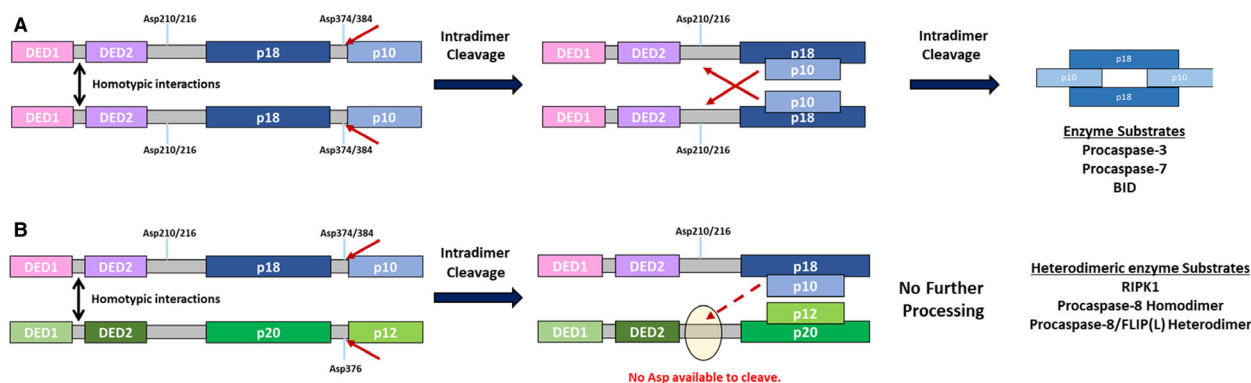 A
Asp210/216
Asp374/384
DED1
DED2
p18
p10
Homotypic interactions
DED1
DED2
p18
p10
Asp210/216
Asp374/384
Intradimer
Cleavage
Asp210/216
DED1
DED2
p18
p10
p10
DED1
DED2
p18
Asp210/216
Intradimer
Cleavage
p18
p10
p10
p18
Enzyme Substrates
Procaspase-3
Procaspase-7
BID
B
Asp210/216
Asp374/384
DED1
DED2
p18
p10
Homotypic interactions
DED1
DED2
p20
p12
Asp376
Intradimer
Cleavage
Asp210/216
DED1
DED2
p18
p10
p12
DED1
DED2
p20
No Asp available to cleave.
No Further
Processing
Heterodimeric enzyme Substrates
RIPK1
Procaspase-8 Homodimer
Procaspase-8/FLIP(L) Heterodimer